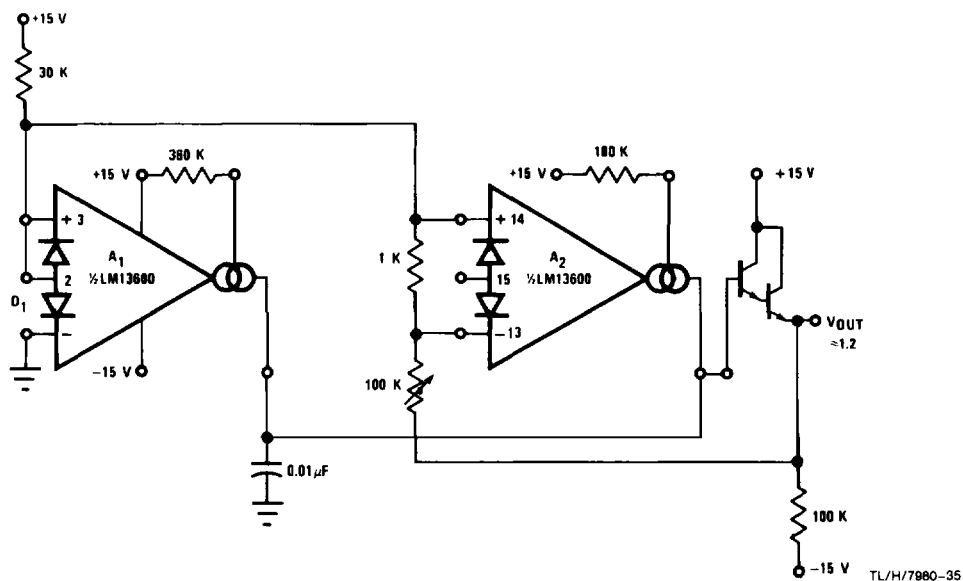 +15 V
30 K
380 K
+15 V
+ 3
A1
½LM13600
2
D1
−
−15 V
0.01 μF
180 K
+15 V
+ 14
A2
½LM13600
15
−13
1 K
100 K
+15 V
VOUT
≈1.2
100 K
−15 V
TL/H/7980-35